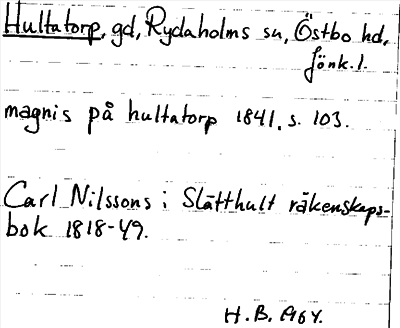 Hultatorp, gd, Rydaholms sn, Östbo hd,
Jönk. l.
magnis på hultatorp 1841, s. 103.
Carl Nilssons i Slätthult räkenskaps-
bok 1818-49.
H. B. A64.